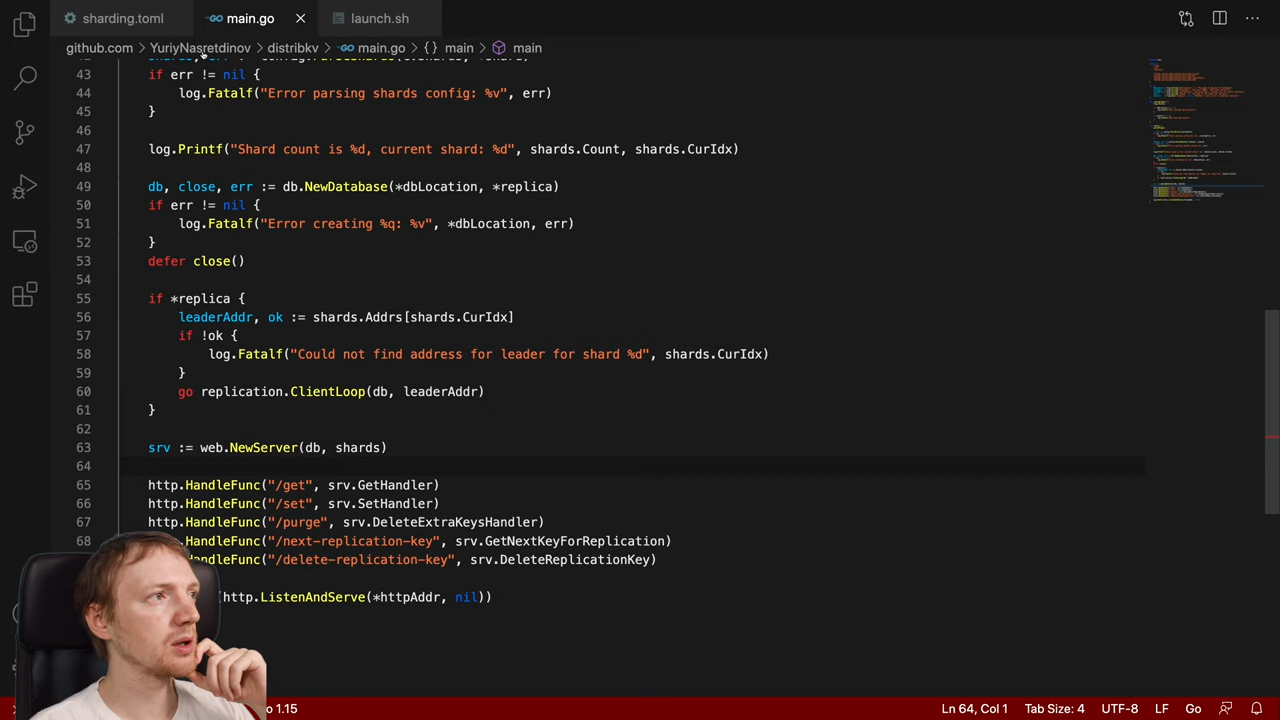 sharding.toml
main.go
launch.sh
github.com > YuriyNasretdinov > distribkv > main.go > {} main > main
43 if err != nil {
44 log.Fatalf("Error parsing shards config: %v", err)
45 }
46
47 log.Printf("Shard count is %d, current shard: %d", shards.Count, shards.CurIdx)
48
49 db, close, err := db.NewDatabase(*dbLocation, *replica)
50 if err != nil {
51 log.Fatalf("Error creating %q: %v", *dbLocation, err)
52 }
53 defer close()
54
55 if *replica {
56 leaderAddr, ok := shards.Addrs[shards.CurIdx]
57 if !ok {
58 log.Fatalf("Could not find address for leader for shard %d", shards.CurIdx)
59 }
60 go replication.ClientLoop(db, leaderAddr)
61 }
62
63 srv := web.NewServer(db, shards)
64
65 http.HandleFunc("/get", srv.GetHandler)
66 http.HandleFunc("/set", srv.SetHandler)
67 http.HandleFunc("/purge", srv.DeleteExtraKeysHandler)
68 .HandleFunc("/next-replication-key", srv.GetNextKeyForReplication)
HandleFunc("/delete-replication-key", srv.DeleteReplicationKey)
(http.ListenAndServe(*httpAddr, nil))
1.15
Ln 64, Col 1 Tab Size: 4 UTF-8 LF Go